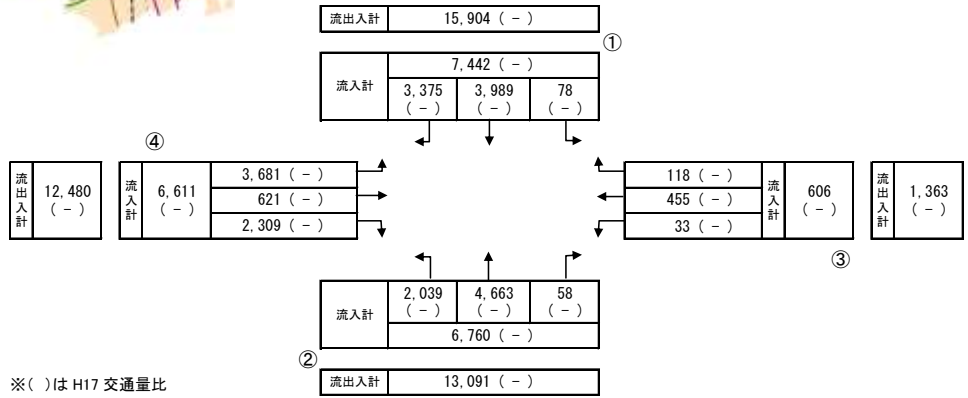 流出入計 15,904 ( - )
①
流入計 7,442 ( - )
3,375 ( - ) 3,989 ( - ) 78 ( - )
④
流出入計 12,480 ( - )
流入計 6,611 ( - )
3,681 ( - )
621 ( - )
2,309 ( - )
118 ( - )
455 ( - )
33 ( - )
流入計 606 ( - )
流出入計 1,363 ( - )
③
流入計 2,039 ( - ) 4,663 ( - ) 58 ( - )
6,760 ( - )
②
流出入計 13,091 ( - )
※( )は H17 交通量比